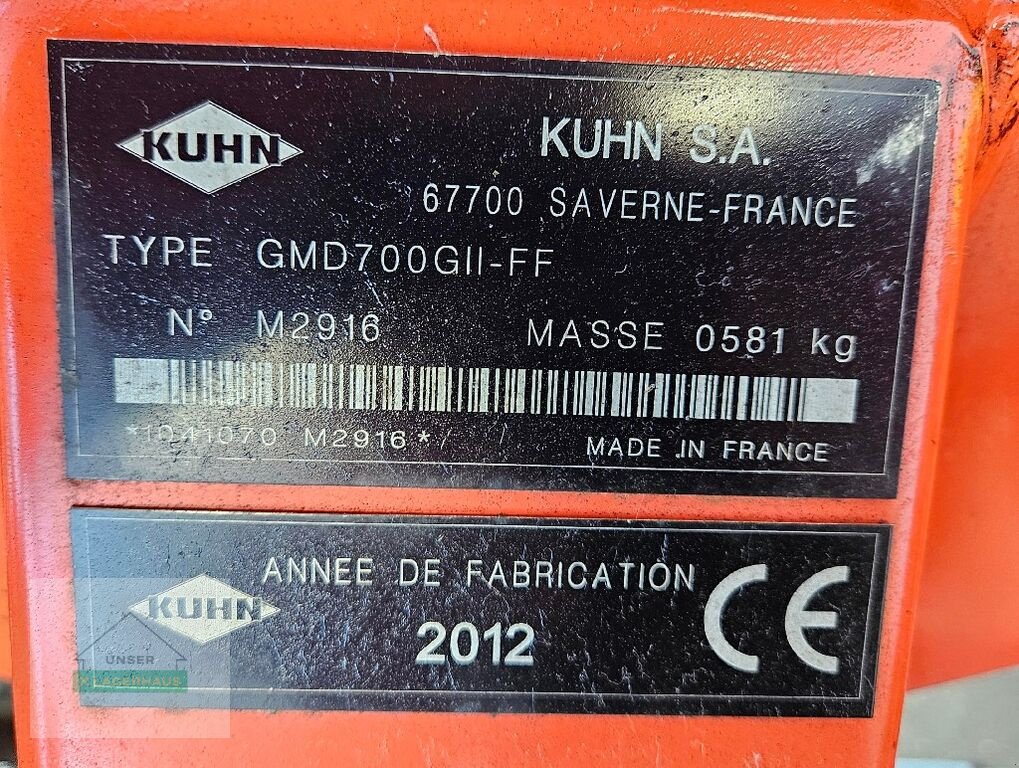 KUHN
KUHN S.A.
67700 SAVERNE-FRANCE
TYPE GMD700GII-FF
N° M2916 MASSE 0581 kg
*1041070 M2916*
MADE IN FRANCE
KUHN
ANNEE DE FABRICATION
2012
CE
UNSER
LAGERHAUS